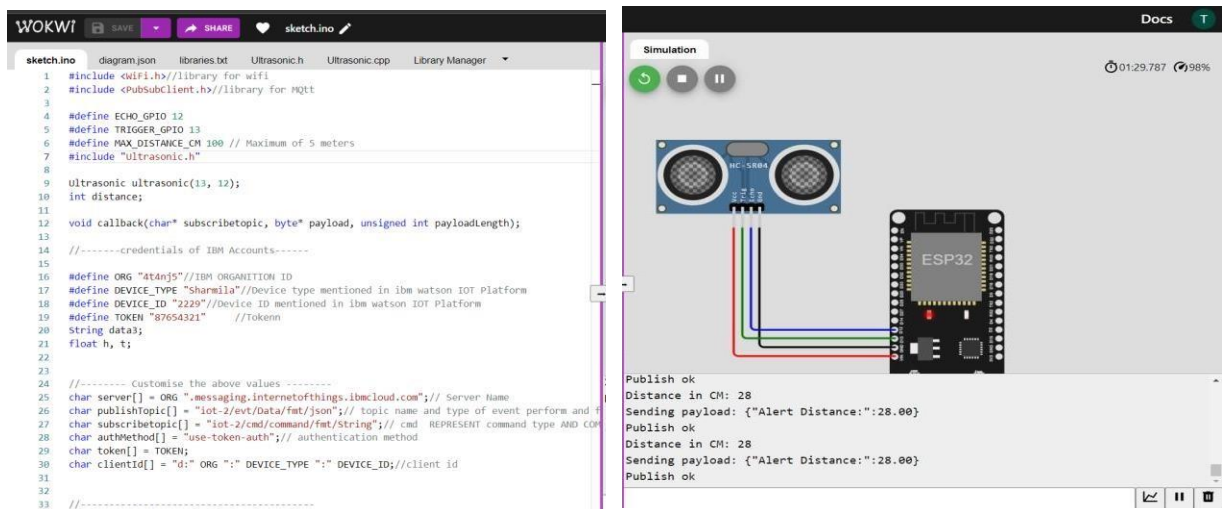 WOKWI SAVE SHARE sketch.ino
sketch.ino diagram.json libraries.txt Ultrasonic.h Ultrasonic.cpp Library Manager
1 #include <WiFi.h>//library for wifi
2 #include <PubSubClient.h>//library for MQtt
3
4 #define ECHO_GPIO 12
5 #define TRIGGER_GPIO 13
6 #define MAX_DISTANCE_CM 100 // Maximum of 5 meters
7 #include "Ultrasonic.h"
8
9 Ultrasonic ultrasonic(13, 12);
10 int distance;
11
12 void callback(char* subscribetopic, byte* payload, unsigned int payloadLength);
13
14 //-------credentials of IBM Accounts------
15
16 #define ORG "4t4nj5"//IBM ORGANITION ID
17 #define DEVICE_TYPE "Sharmila"//Device type mentioned in ibm watson IOT Platform
18 #define DEVICE_ID "2229"//Device ID mentioned in ibm watson IOT Platform
19 #define TOKEN "87654321" //Tokenn
20 String data3;
21 float h, t;
22
23
24 //-------- Customise the above values --------
25 char server[] = ORG ".messaging.internetofthings.ibmcloud.com";// Server Name
26 char publishTopic[] = "iot-2/evt/Data/fmt/json";// topic name and type of event perform and f
27 char subscribetopic[] = "iot-2/cmd/command/fmt/String";// cmd REPRESENT command type AND COM
28 char authMethod[] = "use-token-auth";// authentication method
29 char token[] = TOKEN;
30 char clientId[] = "d:" ORG ":" DEVICE_TYPE ":" DEVICE_ID;//client id
31
32
33 //-----------------------------------------
Docs T
Simulation
01:29.787 98%
HC-SR04
Vcc Trig Echo Gnd
ESP32
Publish ok
Distance in CM: 28
Sending payload: {"Alert Distance:":28.00}
Publish ok
Distance in CM: 28
Sending payload: {"Alert Distance:":28.00}
Publish ok